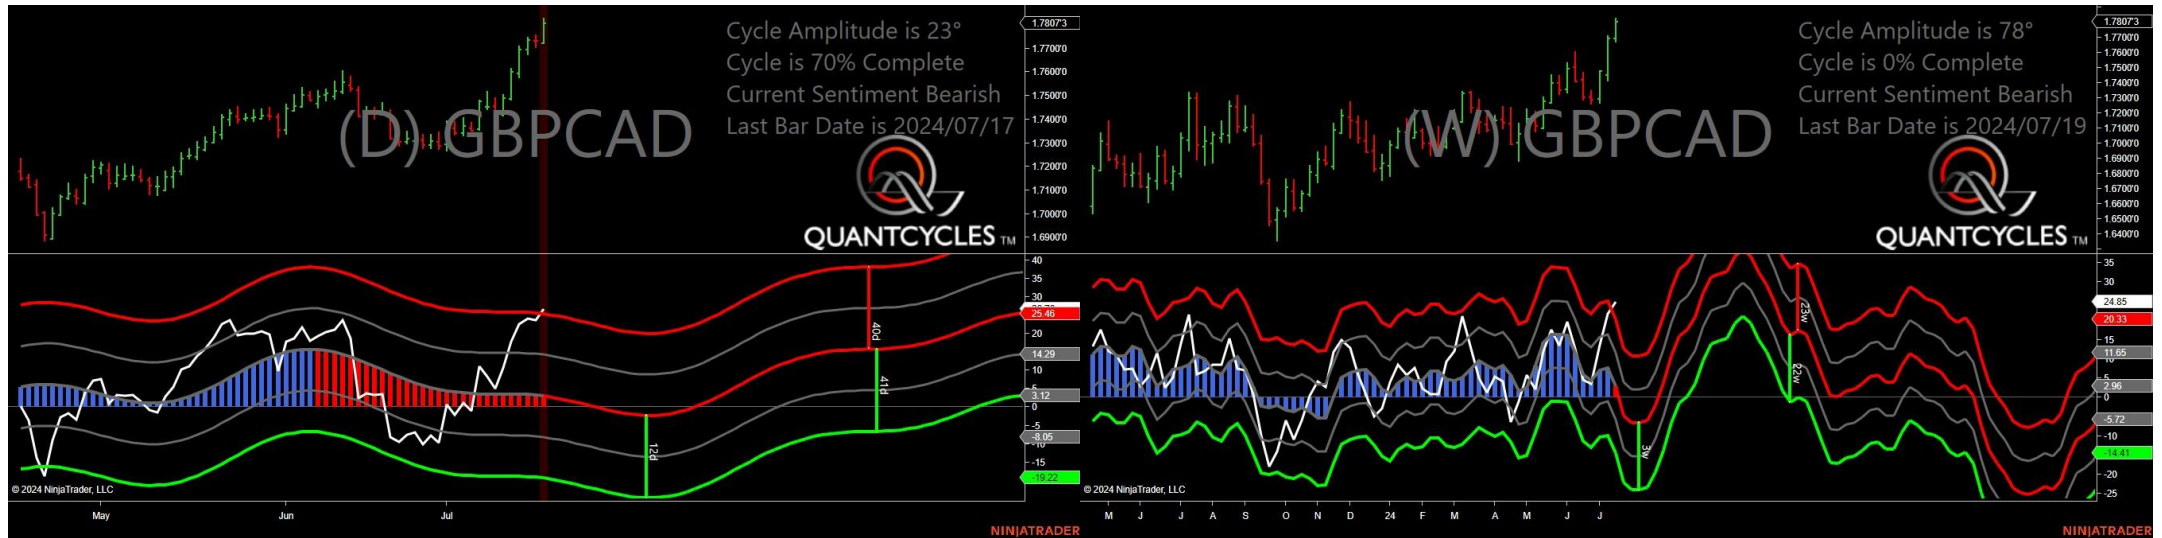 Cycle Amplitude is 23°
Cycle is 70% Complete
Current Sentiment Bearish
Last Bar Date is 2024/07/17
(D) GBPCAD
QUANTCYCLES TM
1.7807'3
1.7700'0
1.7600'0
1.7500'0
1.7400'0
1.7300'0
1.7200'0
1.7100'0
1.7000'0
1.6900'0
40
35
30
25.46
20
14.29
10
5
3.12
0
-5
-8.05
-15
-19.22
40d
41d
12d
© 2024 NinjaTrader, LLC
May
Jun
Jul
NINJATRADER
Cycle Amplitude is 78°
Cycle is 0% Complete
Current Sentiment Bearish
Last Bar Date is 2024/07/19
(W) GBPCAD
QUANTCYCLES TM
1.7807'3
1.7700'0
1.7600'0
1.7500'0
1.7400'0
1.7300'0
1.7200'0
1.7100'0
1.7000'0
1.6900'0
1.6800'0
1.6700'0
1.6600'0
1.6500'0
1.6400'0
35
30
24.85
20.33
15
11.65
2.96
0
-5.72
-10
-14.41
-20
-25
23w
22w
3w
© 2024 NinjaTrader, LLC
M J J A S O N D 24 F M A M J J
NINJATRADER